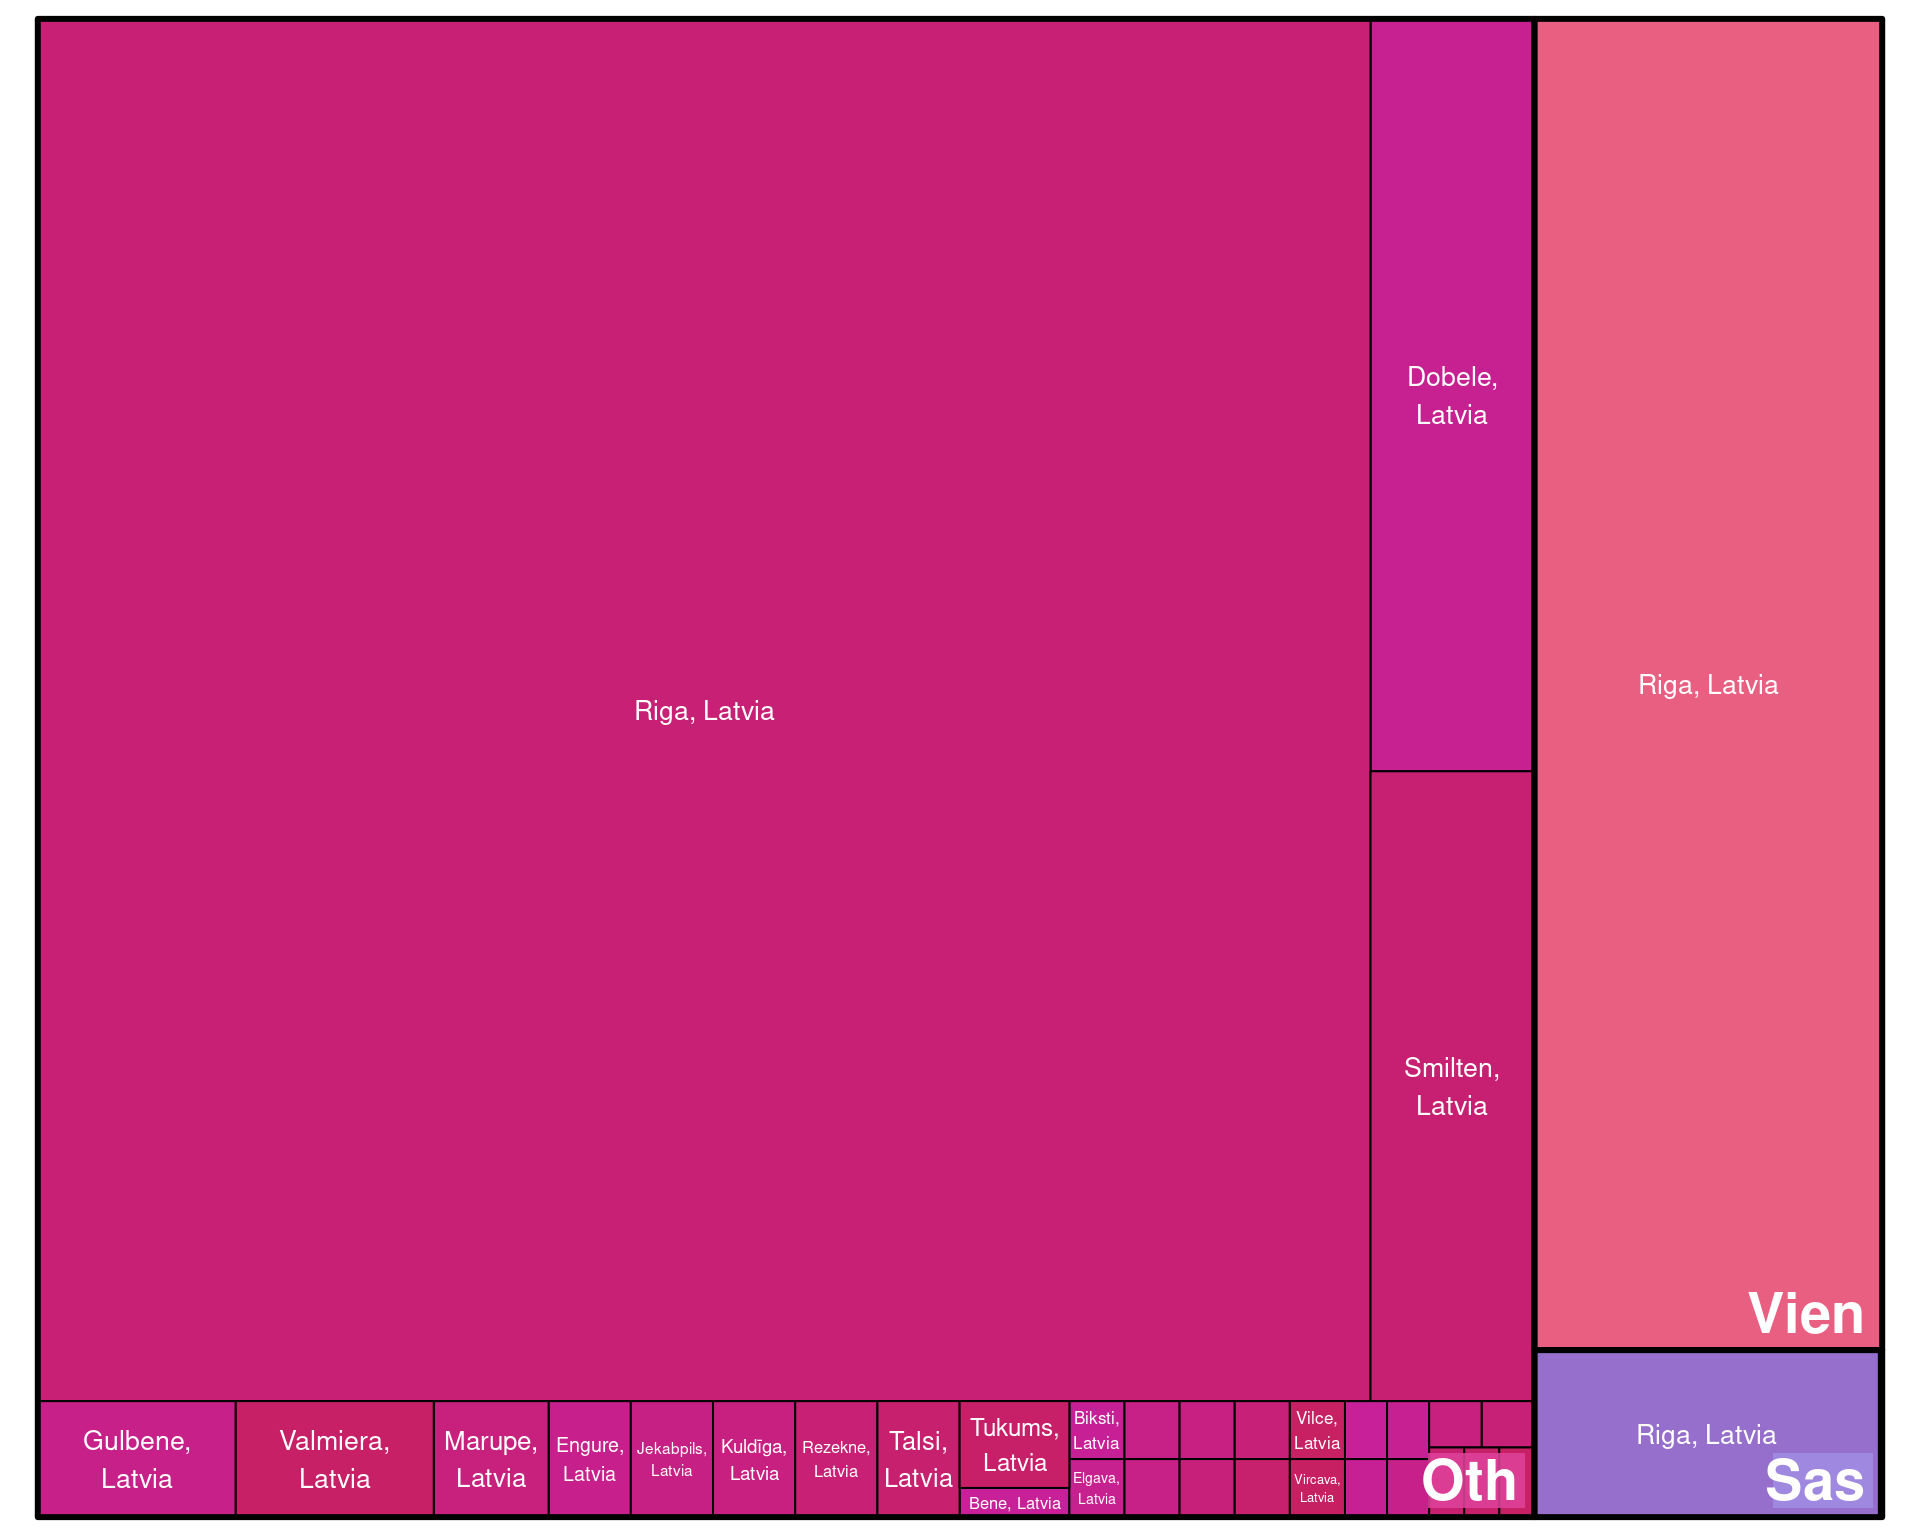 Riga, Latvia
Dobele,
Latvia
Smilten,
Latvia
Riga, Latvia
Vien
Gulbene,
Latvia
Valmiera,
Latvia
Marupe,
Latvia
Engure,
Latvia
Jekabpils,
Latvia
Kuldīga,
Latvia
Rezekne,
Latvia
Talsi,
Latvia
Tukums,
Latvia
Bene, Latvia
Biksti,
Latvia
Elgava,
Latvia
Vilce,
Latvia
Vircava,
Latvia
Oth
Riga, Latvia
Sas